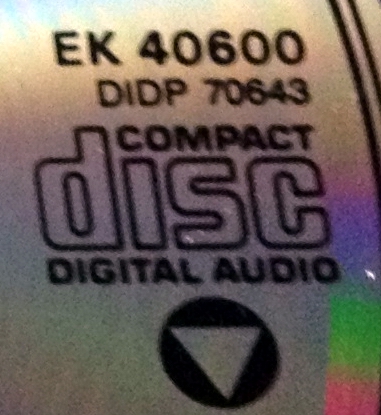 EK 40600
DIDP 70643
COMPACT
disc
DIGITAL AUDIO